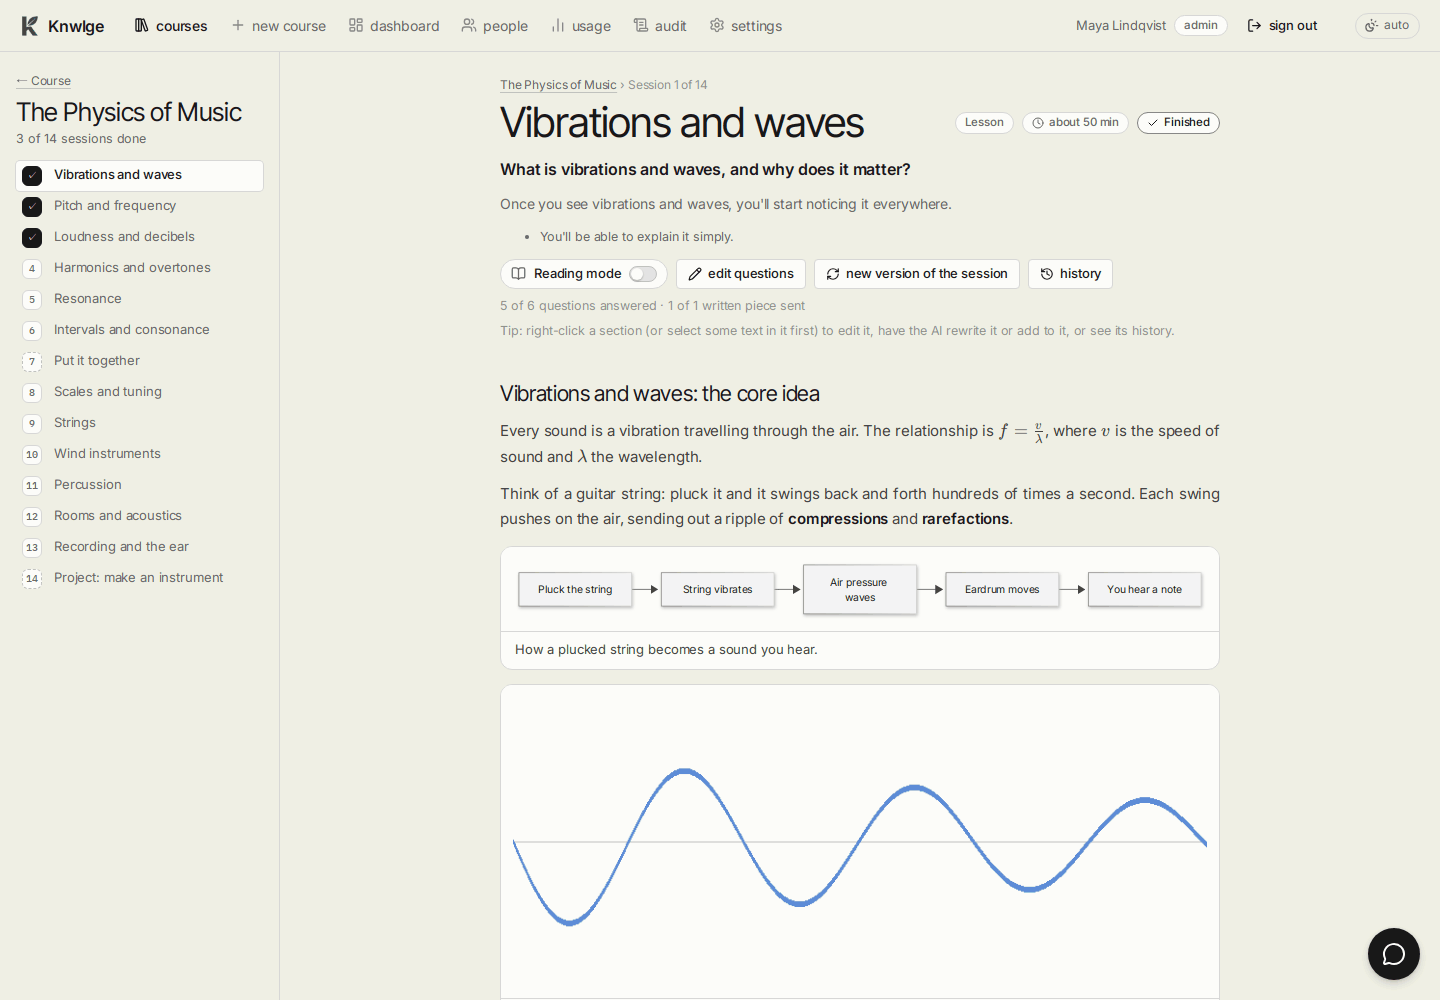 Knwlge
courses
new course
dashboard
people
usage
audit
settings
Maya Lindqvist
admin
sign out
auto
← Course
The Physics of Music
3 of 14 sessions done
✓ Vibrations and waves
✓ Pitch and frequency
✓ Loudness and decibels
4 Harmonics and overtones
5 Resonance
6 Intervals and consonance
7 Put it together
8 Scales and tuning
9 Strings
10 Wind instruments
11 Percussion
12 Rooms and acoustics
13 Recording and the ear
14 Project: make an instrument
The Physics of Music › Session 1 of 14
Vibrations and waves
Lesson
about 50 min
✓ Finished
What is vibrations and waves, and why does it matter?
Once you see vibrations and waves, you'll start noticing it everywhere.
• You'll be able to explain it simply.
Reading mode
edit questions
new version of the session
history
5 of 6 questions answered · 1 of 1 written piece sent
Tip: right-click a section (or select some text in it first) to edit it, have the AI rewrite it or add to it, or see its history.
Vibrations and waves: the core idea
Every sound is a vibration travelling through the air. The relationship is f = v/λ, where v is the speed of
sound and λ the wavelength.
Think of a guitar string: pluck it and it swings back and forth hundreds of times a second. Each swing
pushes on the air, sending out a ripple of compressions and rarefactions.
Pluck the string
String vibrates
Air pressure
waves
Eardrum moves
You hear a note
How a plucked string becomes a sound you hear.